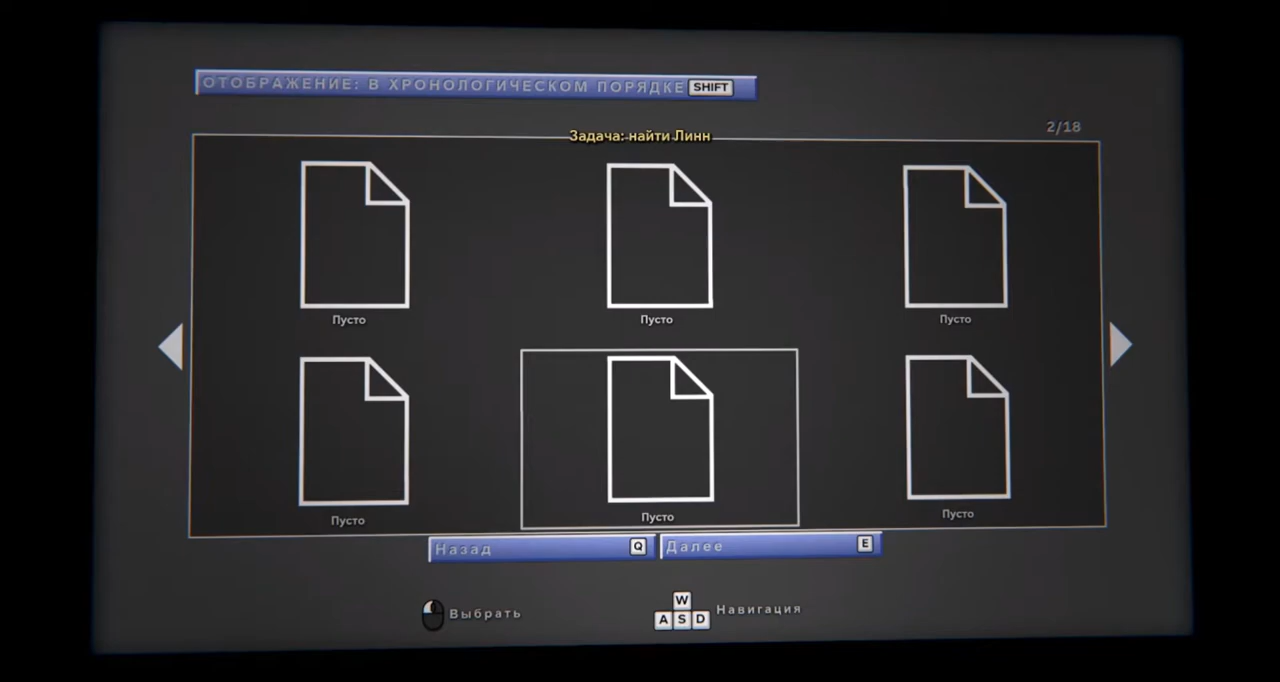 ОТОБРАЖЕНИЕ: В ХРОНОЛОГИЧЕСКОМ ПОРЯДКЕ SHIFT
2/18
Задача: найти Линн
Пусто Пусто Пусто
Пусто Пусто Пусто
Назад Q Далее E
Выбрать W A S D Навигация